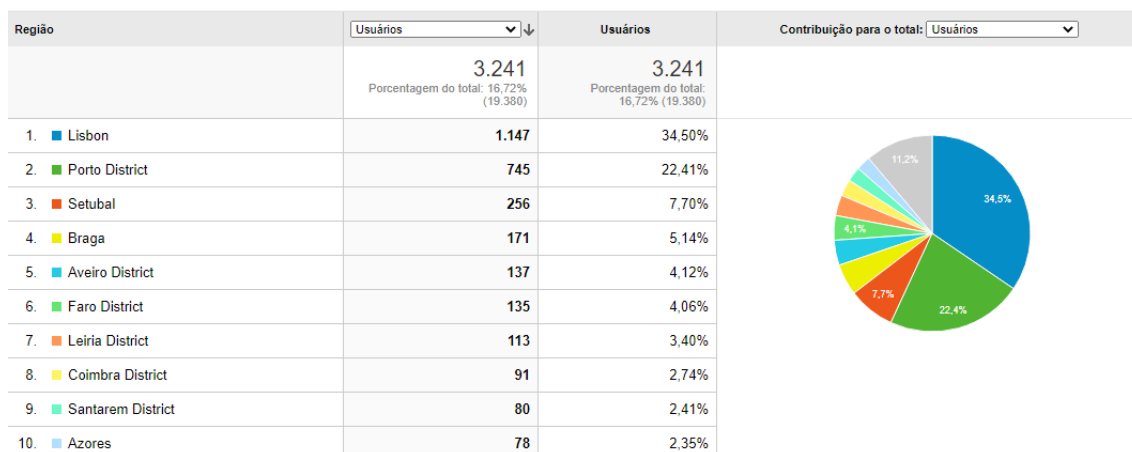 Região Usuários Usuários Contribuição para o total: Usuários
3.241 3.241
Porcentagem do total: 16,72% (19.380) Porcentagem do total: 16,72% (19.380)
1. Lisbon 1.147 34,50%
2. Porto District 745 22,41%
3. Setubal 256 7,70%
4. Braga 171 5,14%
5. Aveiro District 137 4,12%
6. Faro District 135 4,06%
7. Leiria District 113 3,40%
8. Coimbra District 91 2,74%
9. Santarem District 80 2,41%
10. Azores 78 2,35%
11,2%
34,5%
4,1%
7,7%
22,4%